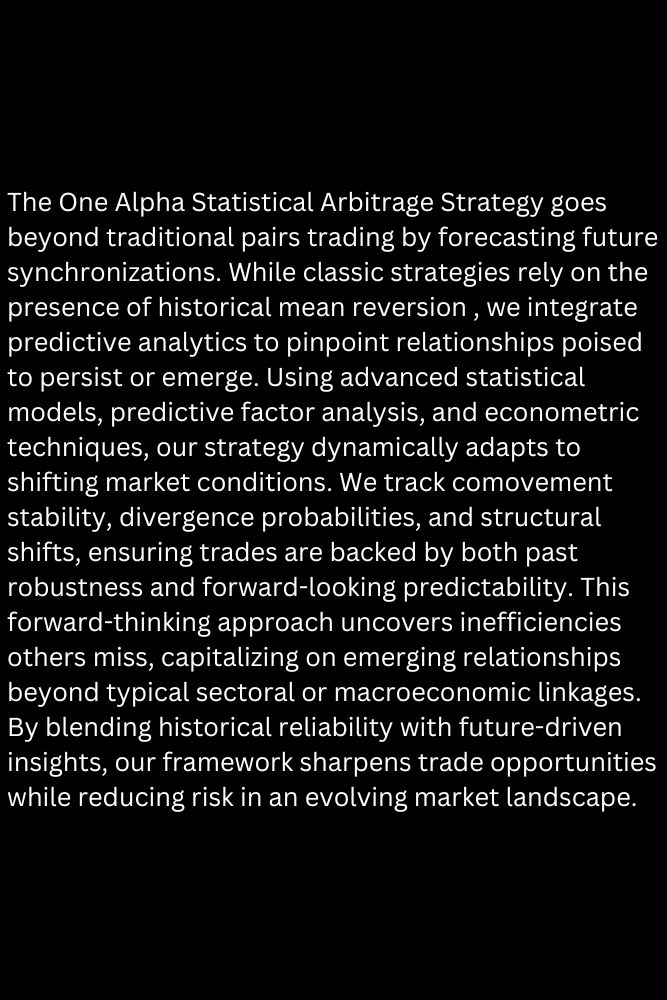 The One Alpha Statistical Arbitrage Strategy goes
beyond traditional pairs trading by forecasting future
synchronizations. While classic strategies rely on the
presence of historical mean reversion , we integrate
predictive analytics to pinpoint relationships poised
to persist or emerge. Using advanced statistical
models, predictive factor analysis, and econometric
techniques, our strategy dynamically adapts to
shifting market conditions. We track comovement
stability, divergence probabilities, and structural
shifts, ensuring trades are backed by both past
robustness and forward-looking predictability. This
forward-thinking approach uncovers inefficiencies
others miss, capitalizing on emerging relationships
beyond typical sectoral or macroeconomic linkages.
By blending historical reliability with future-driven
insights, our framework sharpens trade opportunities
while reducing risk in an evolving market landscape.